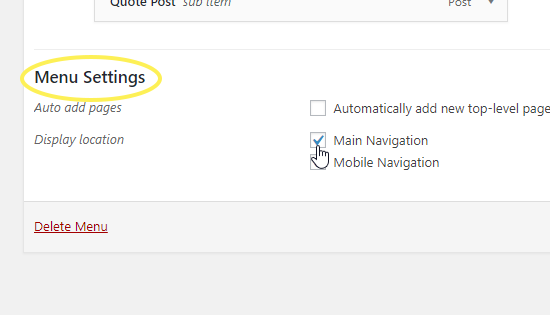 Quote Post sub item Post
Menu Settings
Auto add pages Automatically add new top-level page
Display location Main Navigation
Mobile Navigation
Delete Menu